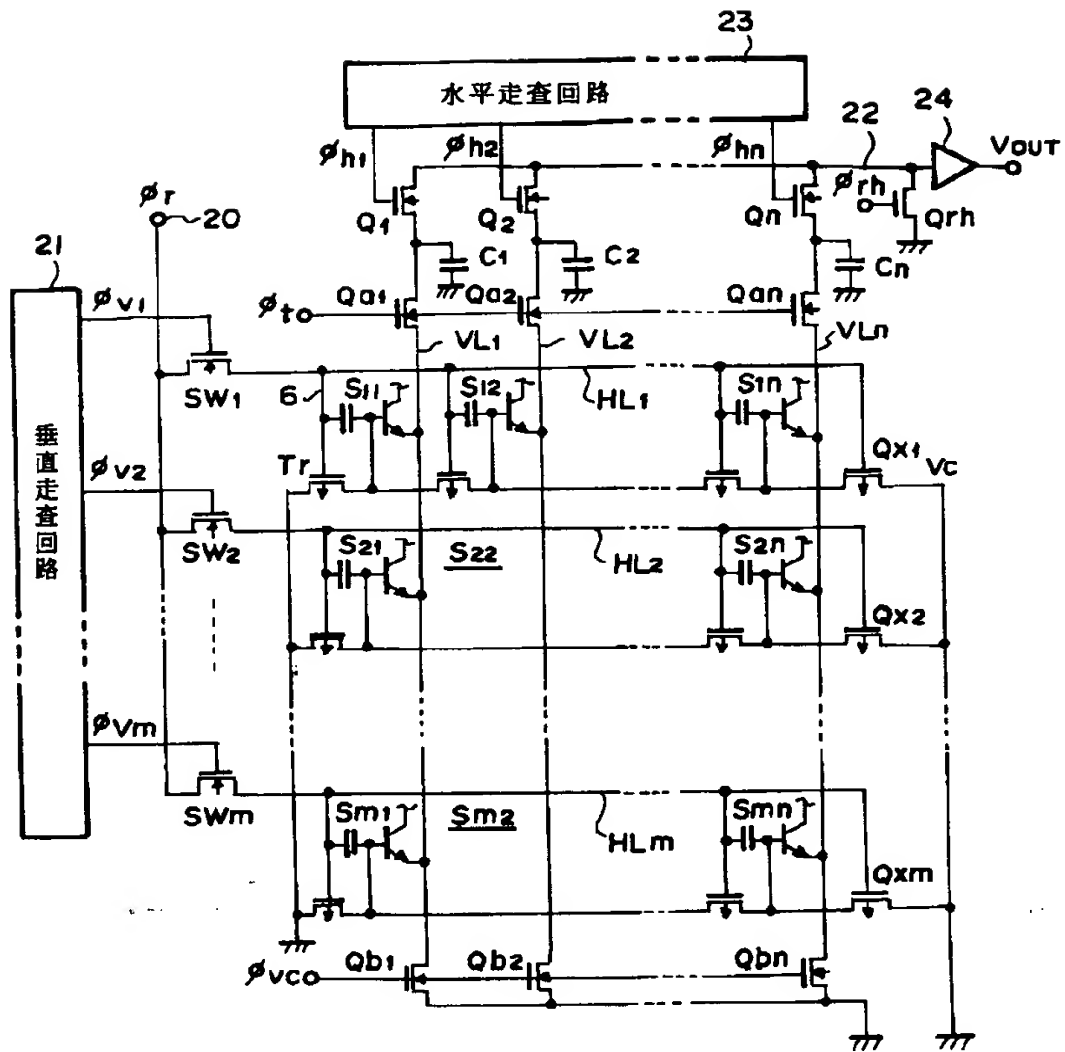 23
水平走査回路
22
24
φh1
φh2
φhn
VOUT
φr
20
φrh
Q1
Q2
Qn
Qrh
21
C1
C2
Cn
φv1
Qa1
Qa2
Qan
φt
VL1
VL2
VLn
SW1
6
S11
S12
HL1
S1n
垂直走査回路
Tr
Qx1
VC
φv2
SW2
S21
S22
HL2
S2n
Qx2
φVm
SWm
Sm1
Sm2
HLm
Smn
Qxm
φVC
Qb1
Qb2
Qbn